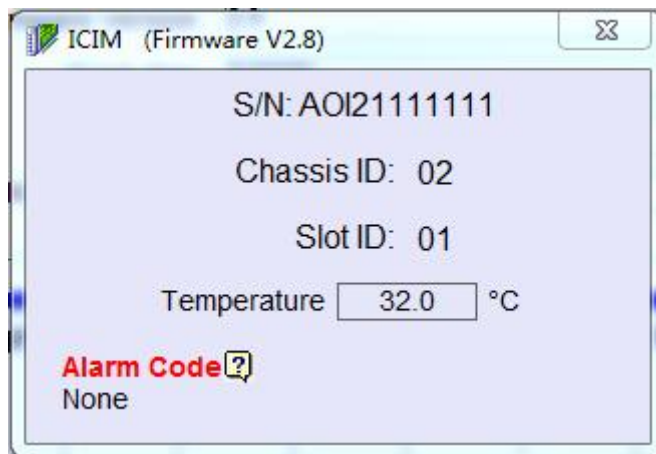 ICIM (Firmware V2.8)
S/N: AOI21111111
Chassis ID: 02
Slot ID: 01
Temperature 32.0 °C
Alarm Code ?
None